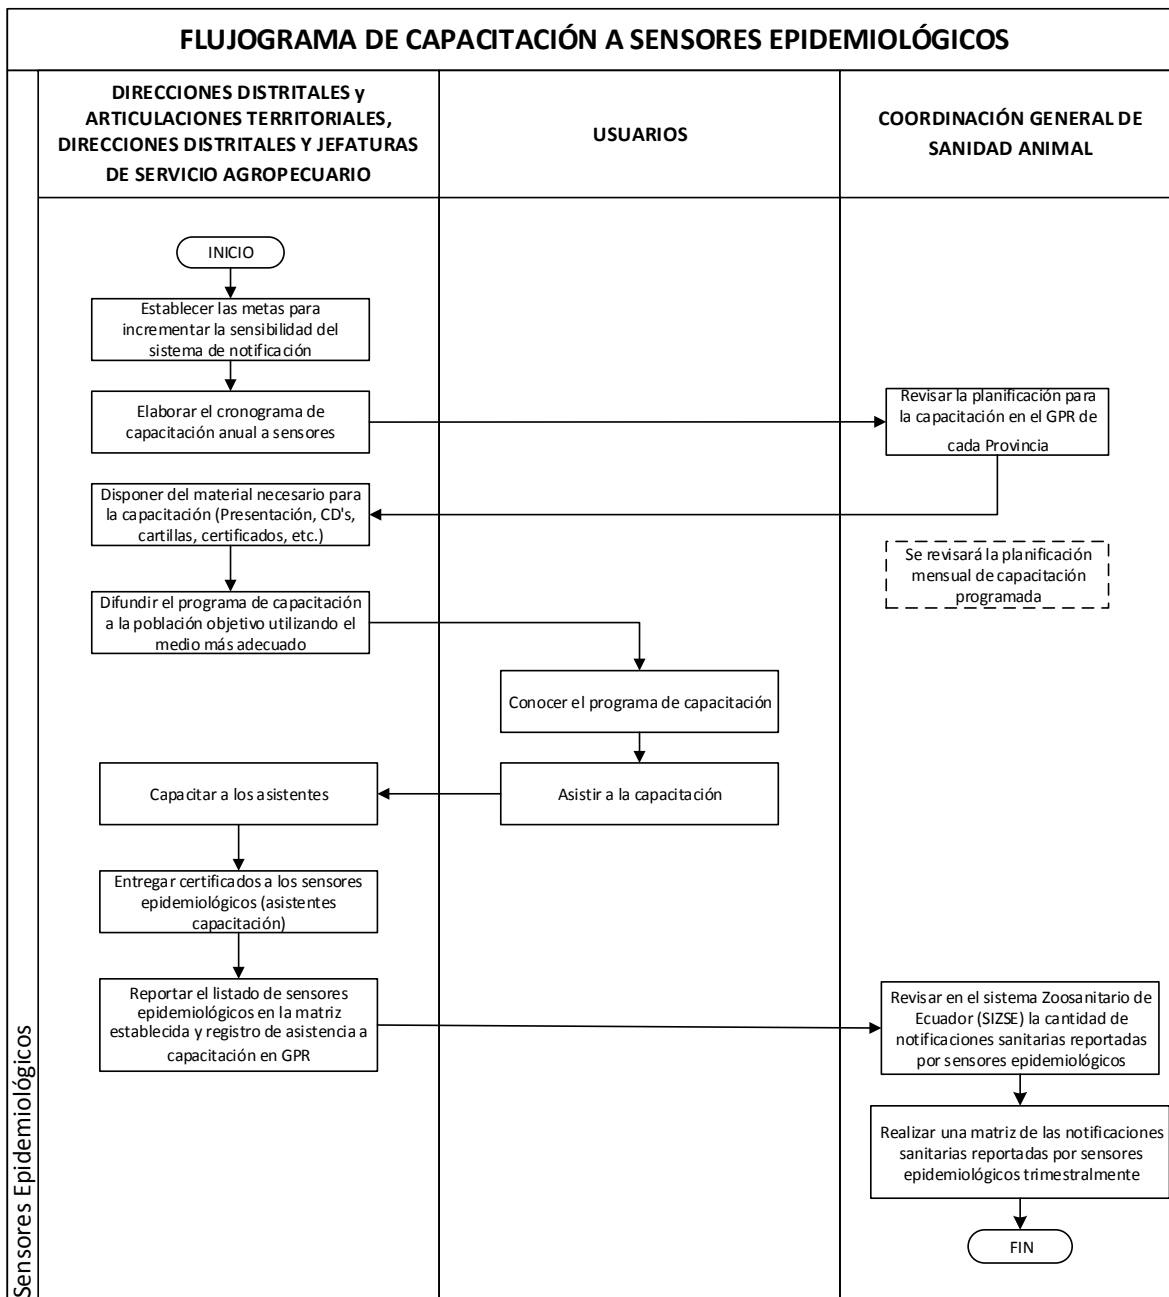 FLUJOGRAMA DE CAPACITACIÓN A SENSORES EPIDEMIOLÓGICOS
DIRECCIONES DISTRITALES y
ARTICULACIONES TERRITORIALES,
DIRECCIONES DISTRITALES Y JEFATURAS
DE SERVICIO AGROPECUARIO
USUARIOS
COORDINACIÓN GENERAL DE
SANIDAD ANIMAL
INICIO
Establecer las metas para
incrementar la sensibilidad del
sistema de notificación
Elaborar el cronograma de
capacitación anual a sensores
Revisar la planificación para
la capacitación en el GPR de
cada Provincia
Disponer del material necesario para
la capacitación (Presentación, CD's,
cartillas, certificados, etc.)
Se revisará la planificación
mensual de capacitación
programada
Difundir el programa de capacitación
a la población objetivo utilizando el
medio más adecuado
Conocer el programa de capacitación
Asistir a la capacitación
Capacitar a los asistentes
Entregar certificados a los sensores
epidemiológicos (asistentes
capacitación)
Reportar el listado de sensores
epidemiológicos en la matriz
establecida y registro de asistencia a
capacitación en GPR
Revisar en el sistema Zoosanitario de
Ecuador (SIZSE) la cantidad de
notificaciones sanitarias reportadas
por sensores epidemiológicos
Realizar una matriz de las notificaciones
sanitarias reportadas por sensores
epidemiológicos trimestralmente
FIN
Sensores Epidemiológicos